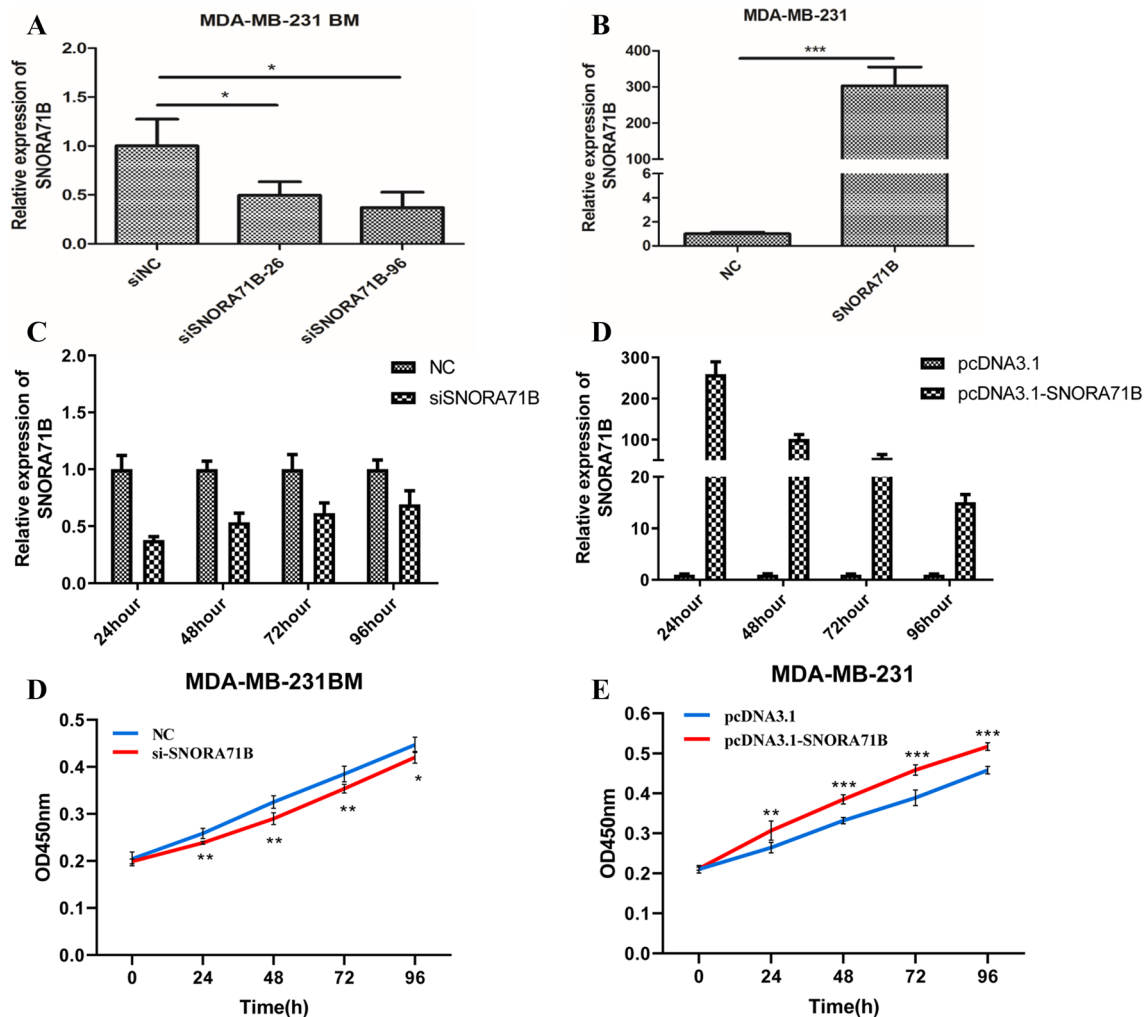 A
MDA-MB-231 BM
Relative expression of
SNORA71B
2.0
1.5
1.0
0.5
0.0
*
*
siNC
siSNORA71B-26
siSNORA71B-96
B
MDA-MB-231
Relative expression of
SNORA71B
400
300
200
100
6
4
2
0
***
NC
SNORA71B
C
Relative expression of
SNORA71B
2.0
1.5
1.0
0.5
0.0
NC
siSNORA71B
24hour
48hour
72hour
96hour
D
Relative expression of
SNORA71B
300
200
100
20
10
0
pcDNA3.1
pcDNA3.1-SNORA71B
24hour
48hour
72hour
96hour
D
MDA-MB-231BM
OD450nm
0.5
0.4
0.3
0.2
0.1
0.0
NC
si-SNORA71B
**
**
**
*
0 24 48 72 96
Time(h)
E
MDA-MB-231
OD450nm
0.6
0.5
0.4
0.3
0.2
0.1
0.0
pcDNA3.1
pcDNA3.1-SNORA71B
**
***
***
***
0 24 48 72 96
Time(h)